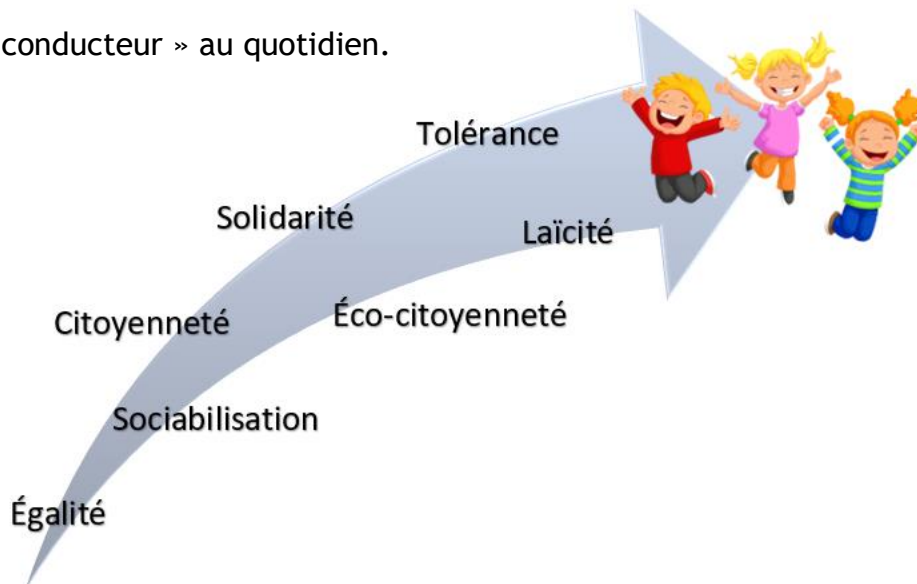 conducteur » au quotidien.
Tolérance
Solidarité
Laïcité
Éco-citoyenneté
Citoyenneté
Sociabilisation
Égalité